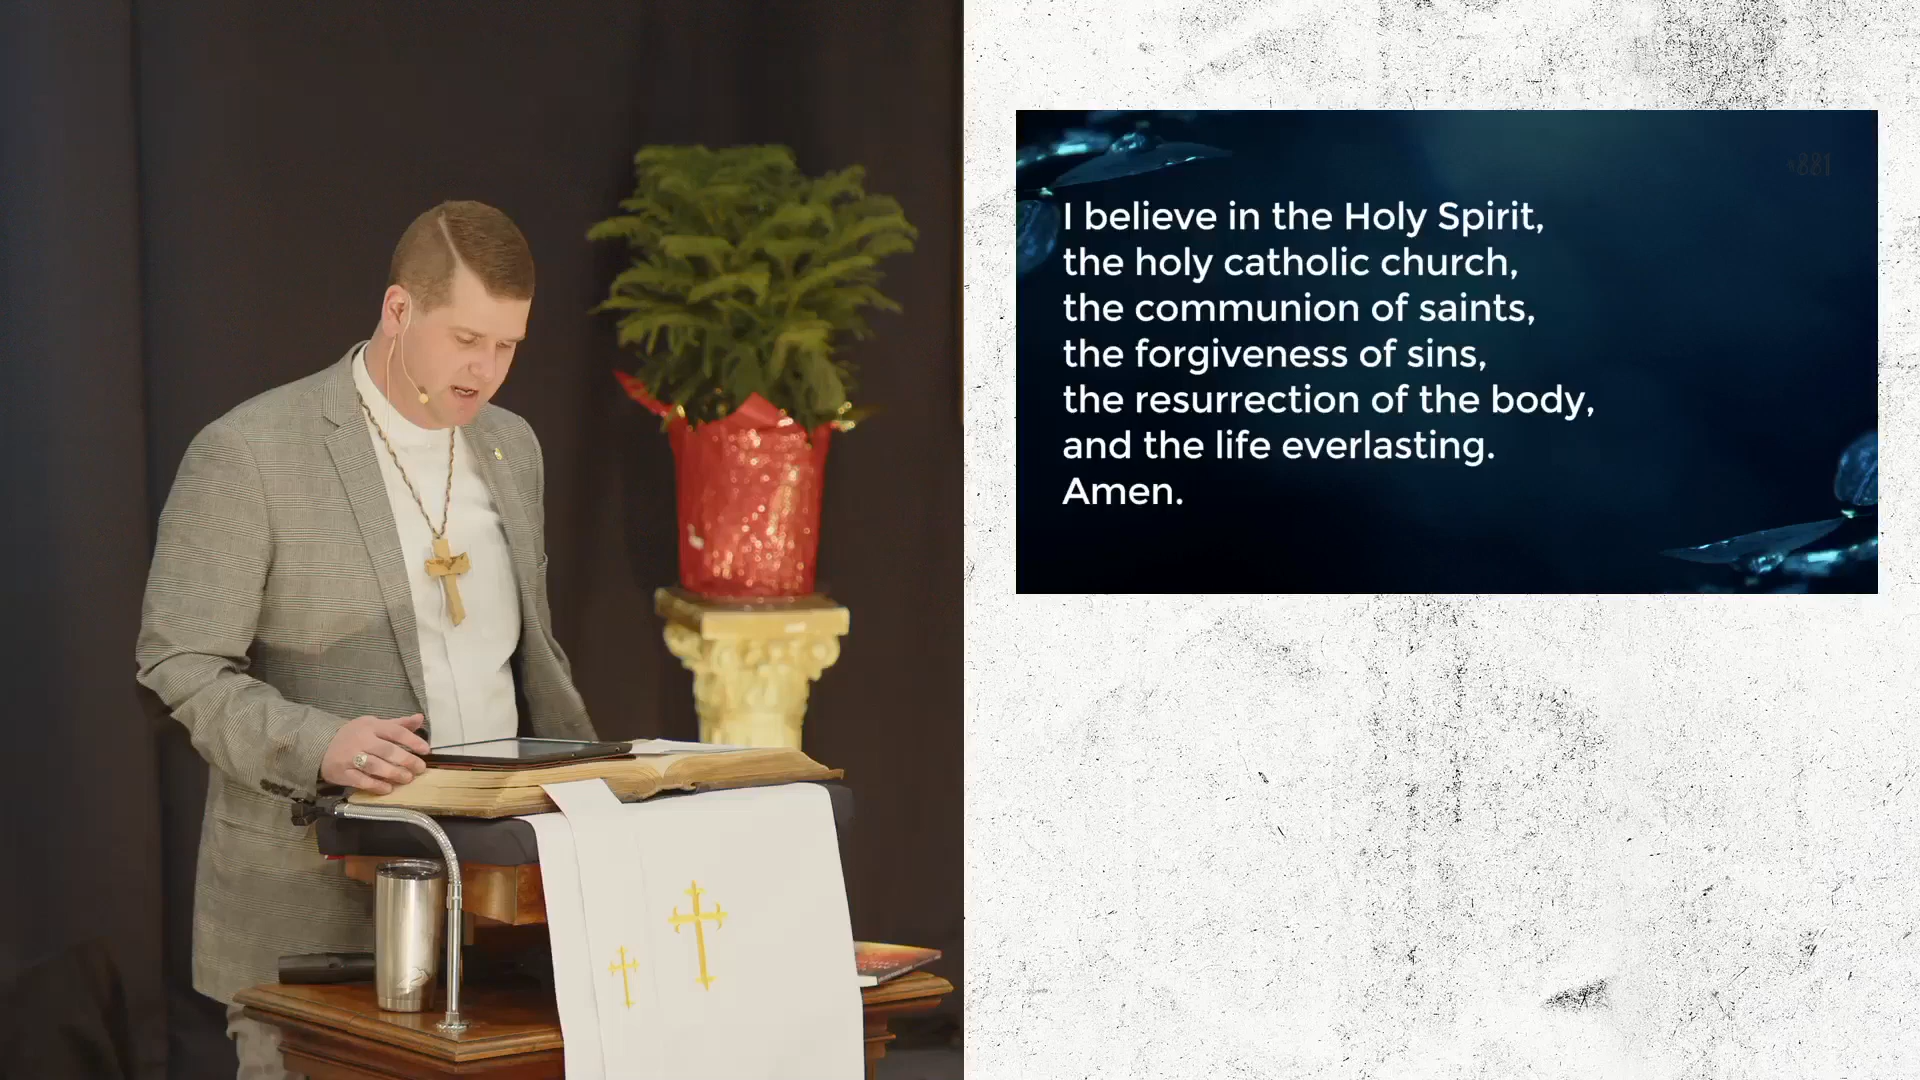 #881
I believe in the Holy Spirit,
the holy catholic church,
the communion of saints,
the forgiveness of sins,
the resurrection of the body,
and the life everlasting.
Amen.